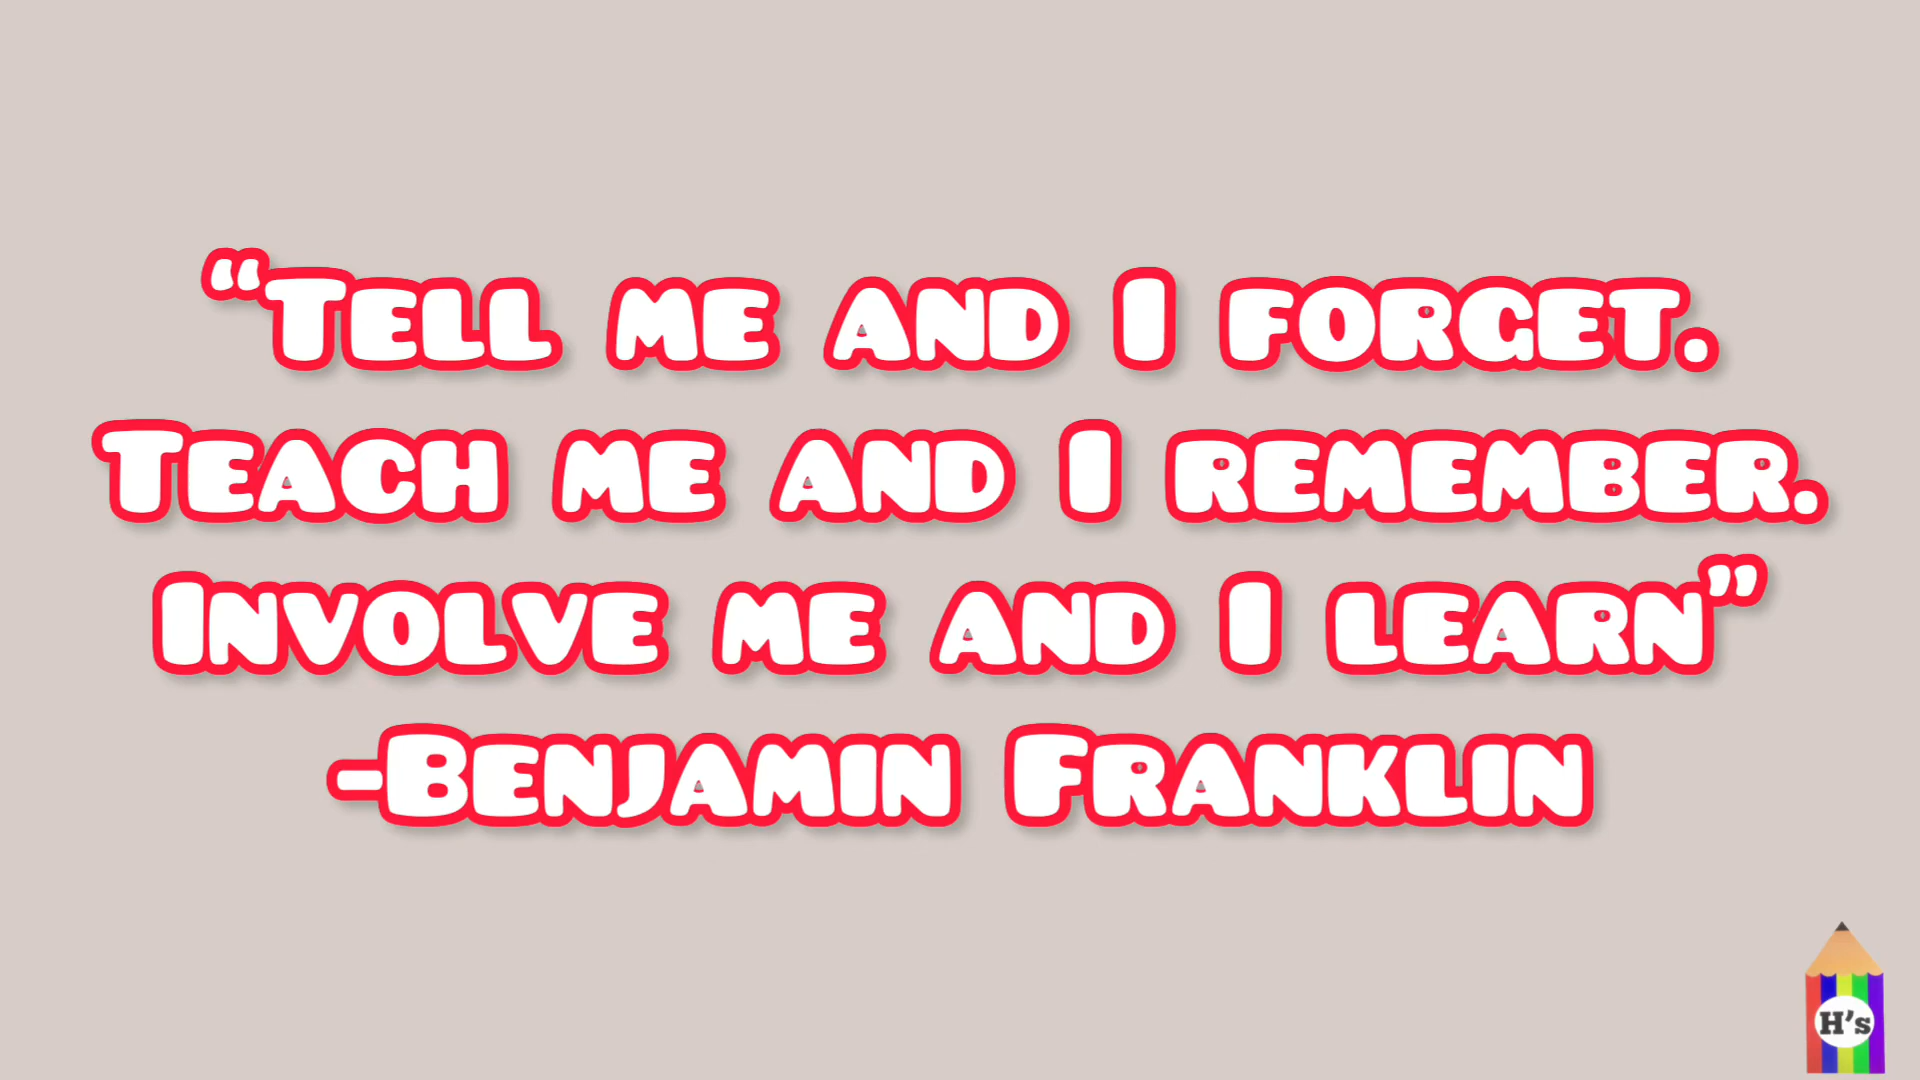 “Tell me and I forget.
Teach me and I remember.
Involve me and I learn”
-Benjamin Franklin
H's